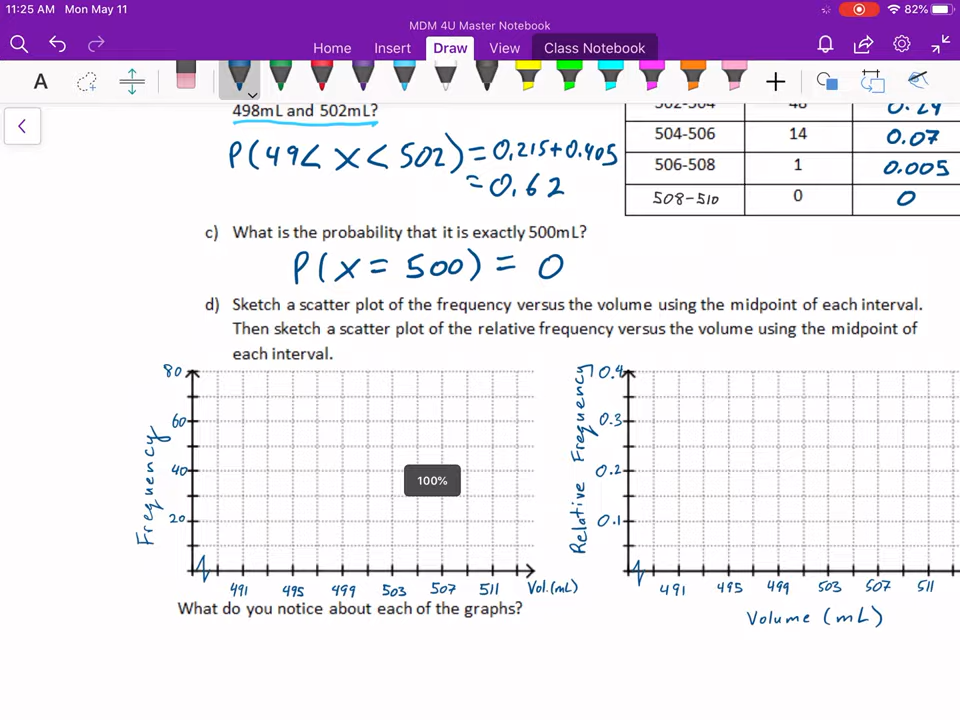 11:25 AM Mon May 11
82%
MDM 4U Master Notebook
Home Insert Draw View Class Notebook
A
498mL and 502mL?
P(49< x < 502) = 0.215+0.405
= 0.62
502-504 48 0.24
504-506 14 0.07
506-508 1 0.005
508-510 0 0
c) What is the probability that it is exactly 500mL?
P(x = 500) = 0
d) Sketch a scatter plot of the frequency versus the volume using the midpoint of each interval.
Then sketch a scatter plot of the relative frequency versus the volume using the midpoint of
each interval.
80
60
40
20
Frequency
491 495 499 503 507 511 Vol.(mL)
100%
0.4
0.3
0.2
0.1
Relative Frequency
491 495 499 503 507 511
Volume (mL)
What do you notice about each of the graphs?